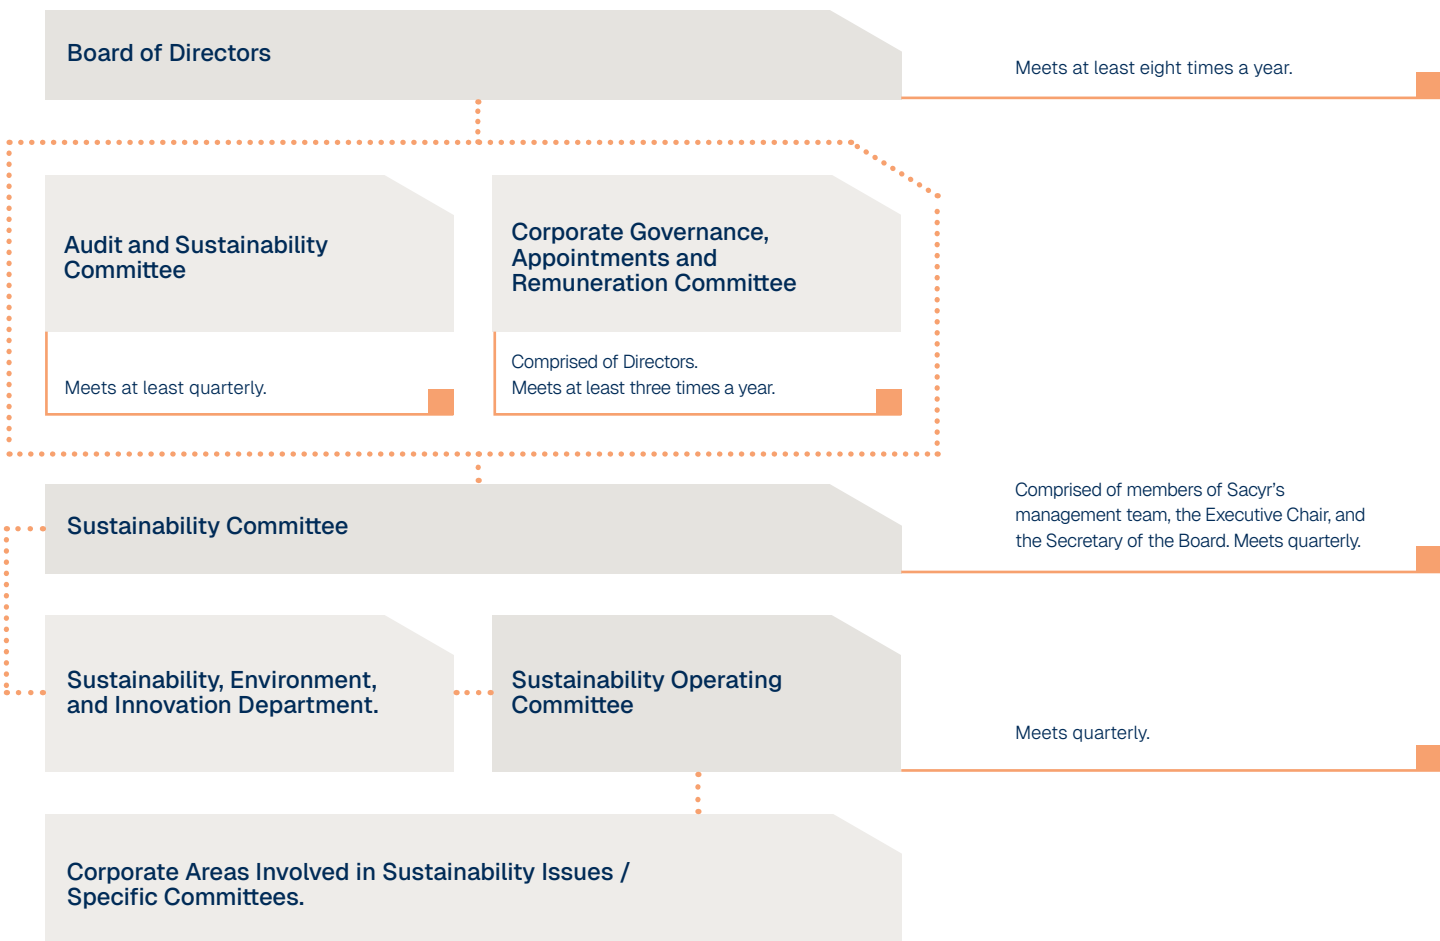 Board of Directors
Meets at least eight times a year.
Audit and Sustainability
Committee
Meets at least quarterly.
Corporate Governance,
Appointments and
Remuneration Committee
Comprised of Directors.
Meets at least three times a year.
Sustainability Committee
Comprised of members of Sacyr’s
management team, the Executive Chair, and
the Secretary of the Board. Meets quarterly.
Sustainability, Environment,
and Innovation Department.
Sustainability Operating
Committee
Meets quarterly.
Corporate Areas Involved in Sustainability Issues /
Specific Committees.